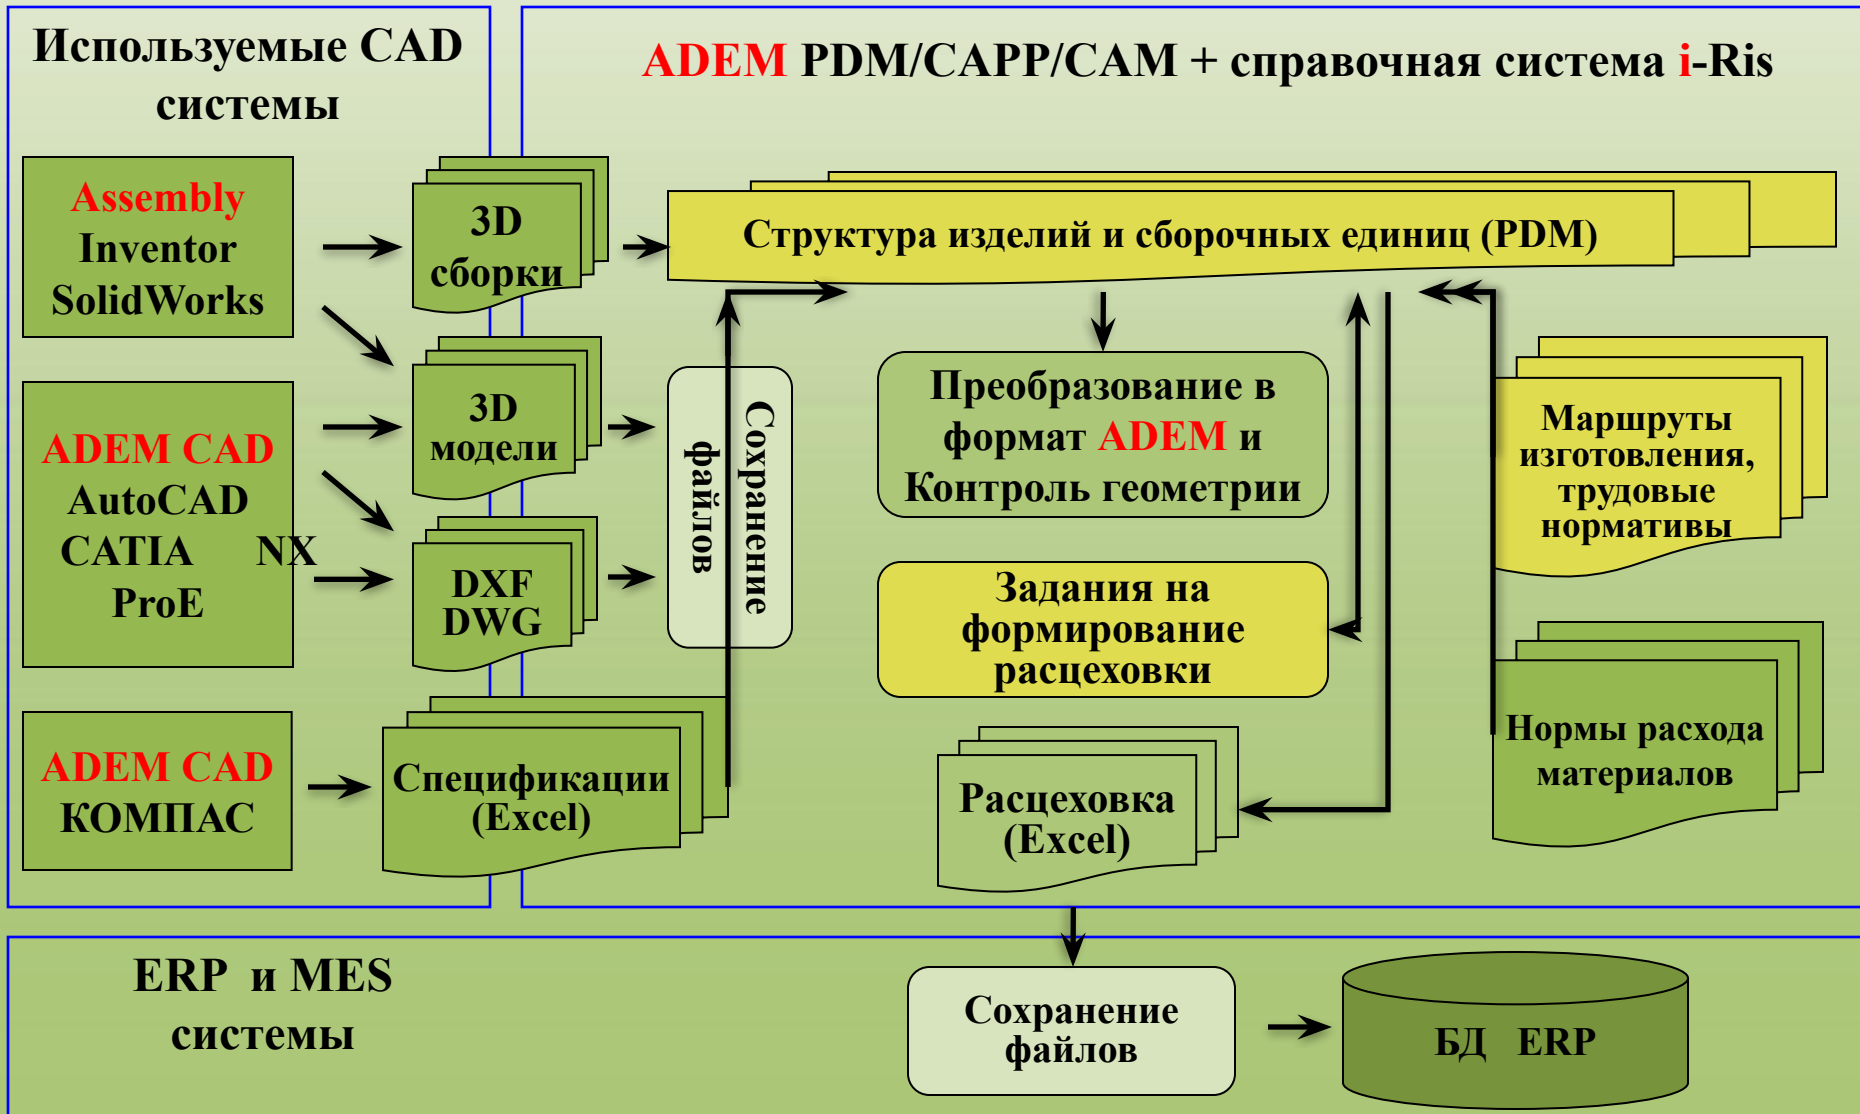 Используемые CAD
системы
ADEM PDM/CAPP/CAM + справочная система i-Ris
Assembly
Inventor
SolidWorks
3D
сборки
Структура изделий и сборочных единиц (PDM)
ADEM CAD
AutoCAD
CATIA NX
ProE
3D
модели
DXF
DWG
Сохранение
файлов
Преобразование в
формат ADEM и
Контроль геометрии
Маршруты
изготовления,
трудовые
нормативы
Задания на
формирование
расцеховки
ADEM CAD
КОМПАС
Спецификации
(Excel)
Расцеховка
(Excel)
Нормы расхода
материалов
ERP и MES
системы
Сохранение
файлов
БД ERP